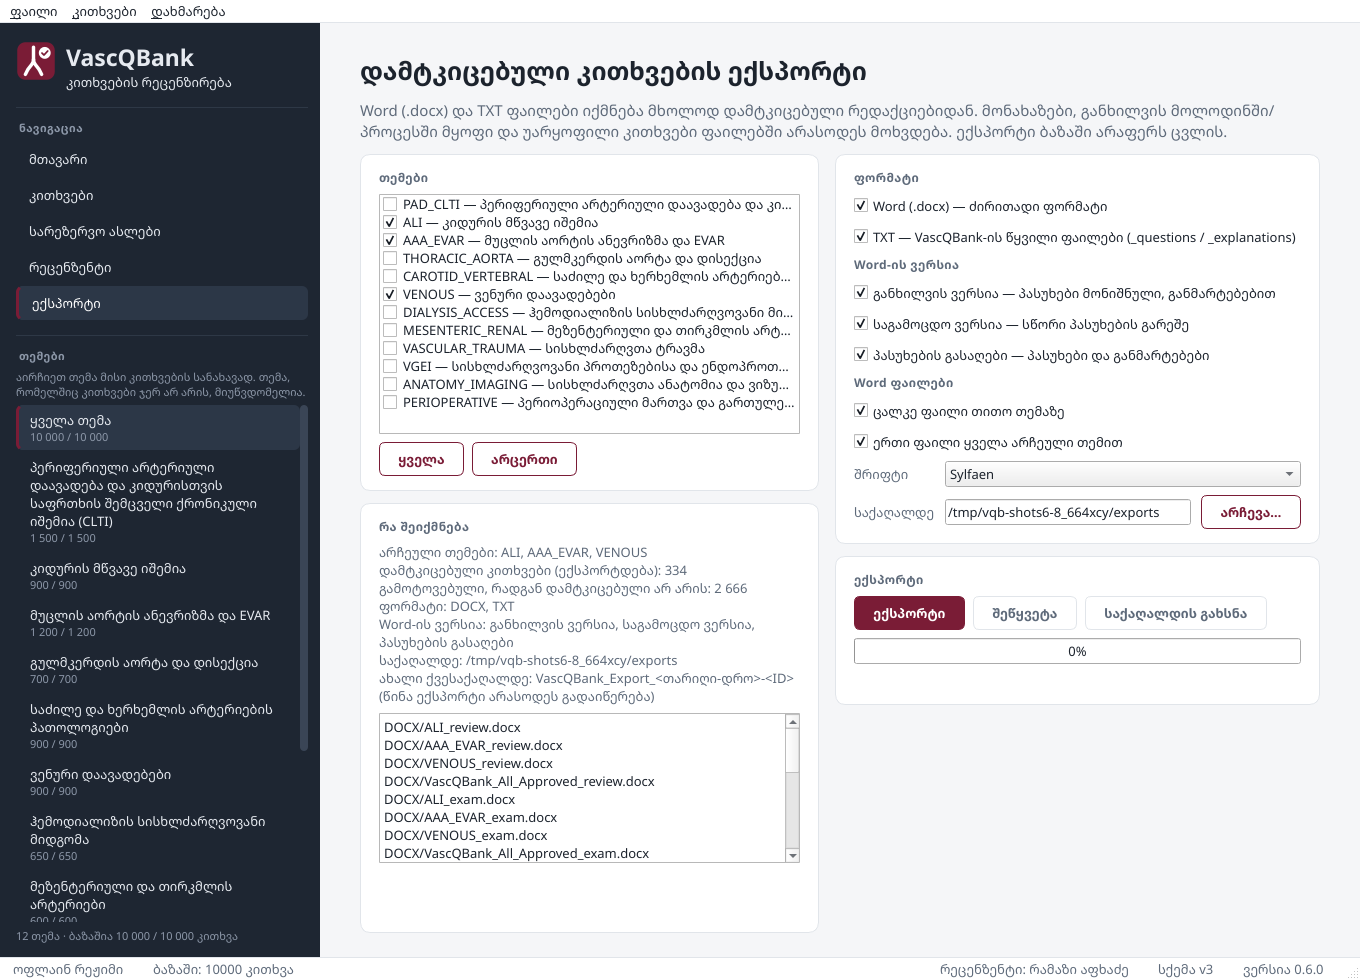 ფაილი კითხვები დახმარება
VascQBank
კითხვების რეცენზირება
ნავიგაცია
მთავარი
კითხვები
სარეზერვო ასლები
რეცენზენტი
ექსპორტი
თემები
აირჩიეთ თემა მისი კითხვების სანახავად. თემა,
რომელშიც კითხვები ჯერ არ არის, მიუწვდომელია.
ყველა თემა
10 000 / 10 000
პერიფერიული არტერიული
დაავადება და კიდურისთვის
საფრთხის შემცველი ქრონიკული
იშემია (CLTI)
1 500 / 1 500
კიდურის მწვავე იშემია
900 / 900
მუცლის აორტის ანევრიზმა და EVAR
1 200 / 1 200
გულმკერდის აორტა და დისექცია
700 / 700
საძილე და ხერხემლის არტერიების
პათოლოგიები
900 / 900
ვენური დაავადებები
900 / 900
ჰემოდიალიზის სისხლძარღვოვანი
მიდგომა
650 / 650
მეზენტერიული და თირკმლის
არტერიები
600 / 600
12 თემა · ბაზაშია 10 000 / 10 000 კითხვა
დამტკიცებული კითხვების ექსპორტი
Word (.docx) და TXT ფაილები იქმნება მხოლოდ დამტკიცებული რედაქციებიდან. მონახაზები, განხილვის მოლოდინში/
პროცესში მყოფი და უარყოფილი კითხვები ფაილებში არასოდეს მოხვდება. ექსპორტი ბაზაში არაფერს ცვლის.
თემები
PAD_CLTI — პერიფერიული არტერიული დაავადება და კი...
ALI — კიდურის მწვავე იშემია
AAA_EVAR — მუცლის აორტის ანევრიზმა და EVAR
THORACIC_AORTA — გულმკერდის აორტა და დისექცია
CAROTID_VERTEBRAL — საძილე და ხერხემლის არტერიებ...
VENOUS — ვენური დაავადებები
DIALYSIS_ACCESS — ჰემოდიალიზის სისხლძარღვოვანი მი...
MESENTERIC_RENAL — მეზენტერიული და თირკმლის არტ...
VASCULAR_TRAUMA — სისხლძარღვთა ტრავმა
VGEI — სისხლძარღვოვანი პროთეზებისა და ენდოპროთ...
ANATOMY_IMAGING — სისხლძარღვთა ანატომია და ვიზუ...
PERIOPERATIVE — პერიოპერაციული მართვა და გართულე...
ყველა
არცერთი
რა შეიქმნება
არჩეული თემები: ALI, AAA_EVAR, VENOUS
დამტკიცებული კითხვები (ექსპორტდება): 334
გამოტოვებული, რადგან დამტკიცებული არ არის: 2 666
ფორმატი: DOCX, TXT
Word-ის ვერსია: განხილვის ვერსია, საგამოცდო ვერსია,
პასუხების გასაღები
საქაღალდე: /tmp/vqb-shots6-8_664xcy/exports
ახალი ქვესაქაღალდე: VascQBank_Export_<თარიღი-დრო>-<ID>
(წინა ექსპორტი არასოდეს გადაიწერება)
DOCX/ALI_review.docx
DOCX/AAA_EVAR_review.docx
DOCX/VENOUS_review.docx
DOCX/VascQBank_All_Approved_review.docx
DOCX/ALI_exam.docx
DOCX/AAA_EVAR_exam.docx
DOCX/VENOUS_exam.docx
DOCX/VascQBank_All_Approved_exam.docx
ფორმატი
Word (.docx) — ძირითადი ფორმატი
TXT — VascQBank-ის წყვილი ფაილები (_questions / _explanations)
Word-ის ვერსია
განხილვის ვერსია — პასუხები მონიშნული, განმარტებებით
საგამოცდო ვერსია — სწორი პასუხების გარეშე
პასუხების გასაღები — პასუხები და განმარტებები
Word ფაილები
ცალკე ფაილი თითო თემაზე
ერთი ფაილი ყველა არჩეული თემით
შრიფტი Sylfaen
საქაღალდე /tmp/vqb-shots6-8_664xcy/exports არჩევა...
ექსპორტი
ექსპორტი შეწყვეტა საქაღალდის გახსნა
0%
ოფლაინ რეჟიმი ბაზაში: 10000 კითხვა
რეცენზენტი: რამაზი აფხაძე სქემა v3 ვერსია 0.6.0